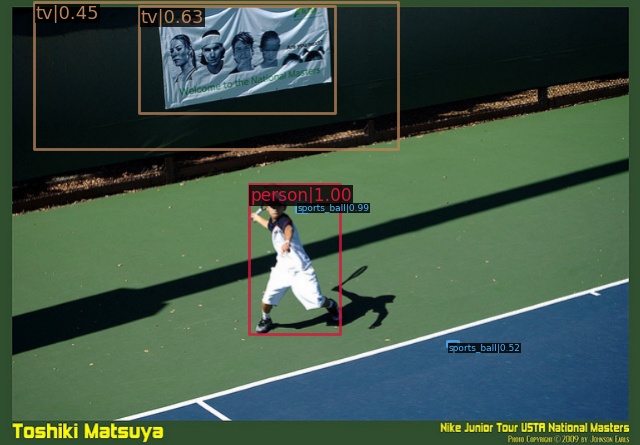 tv|0.45
tv|0.63
Welcome to the National Masters
person|1.00
sports_ball|0.99
sports_ball|0.52
Toshiki Matsuya
Nike Junior Tour USTA National Masters
Photo Copyright ©2009 by Johnson Earls